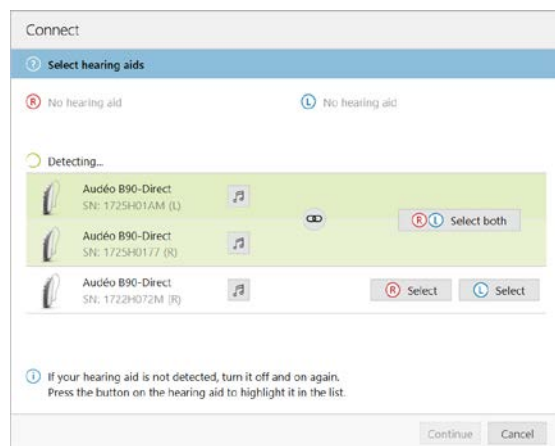 Connect
Select hearing aids
R No hearing aid
L No hearing aid
Detecting...
Audéo B90-Direct
SN: 1725H01AM (L)
R L Select both
Audéo B90-Direct
SN: 1725H0177 (R)
Audéo B90-Direct
SN: 1722H072M (R)
R Select
L Select
If your hearing aid is not detected, turn it off and on again.
Press the button on the hearing aid to highlight it in the list.
Continue
Cancel